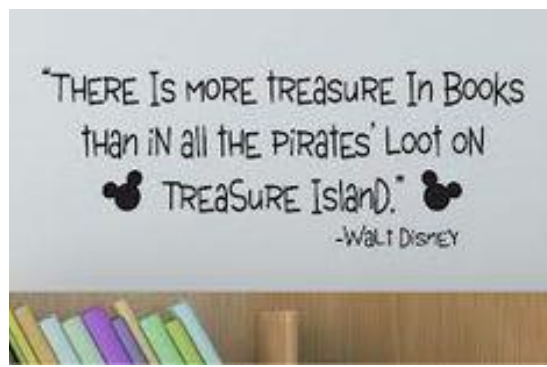 "THERE IS MORE TREASURE IN BOOKS
THAN IN ALL THE PIRATES' LOOT ON
TREASURE ISLAND."
-WALT DISNEY